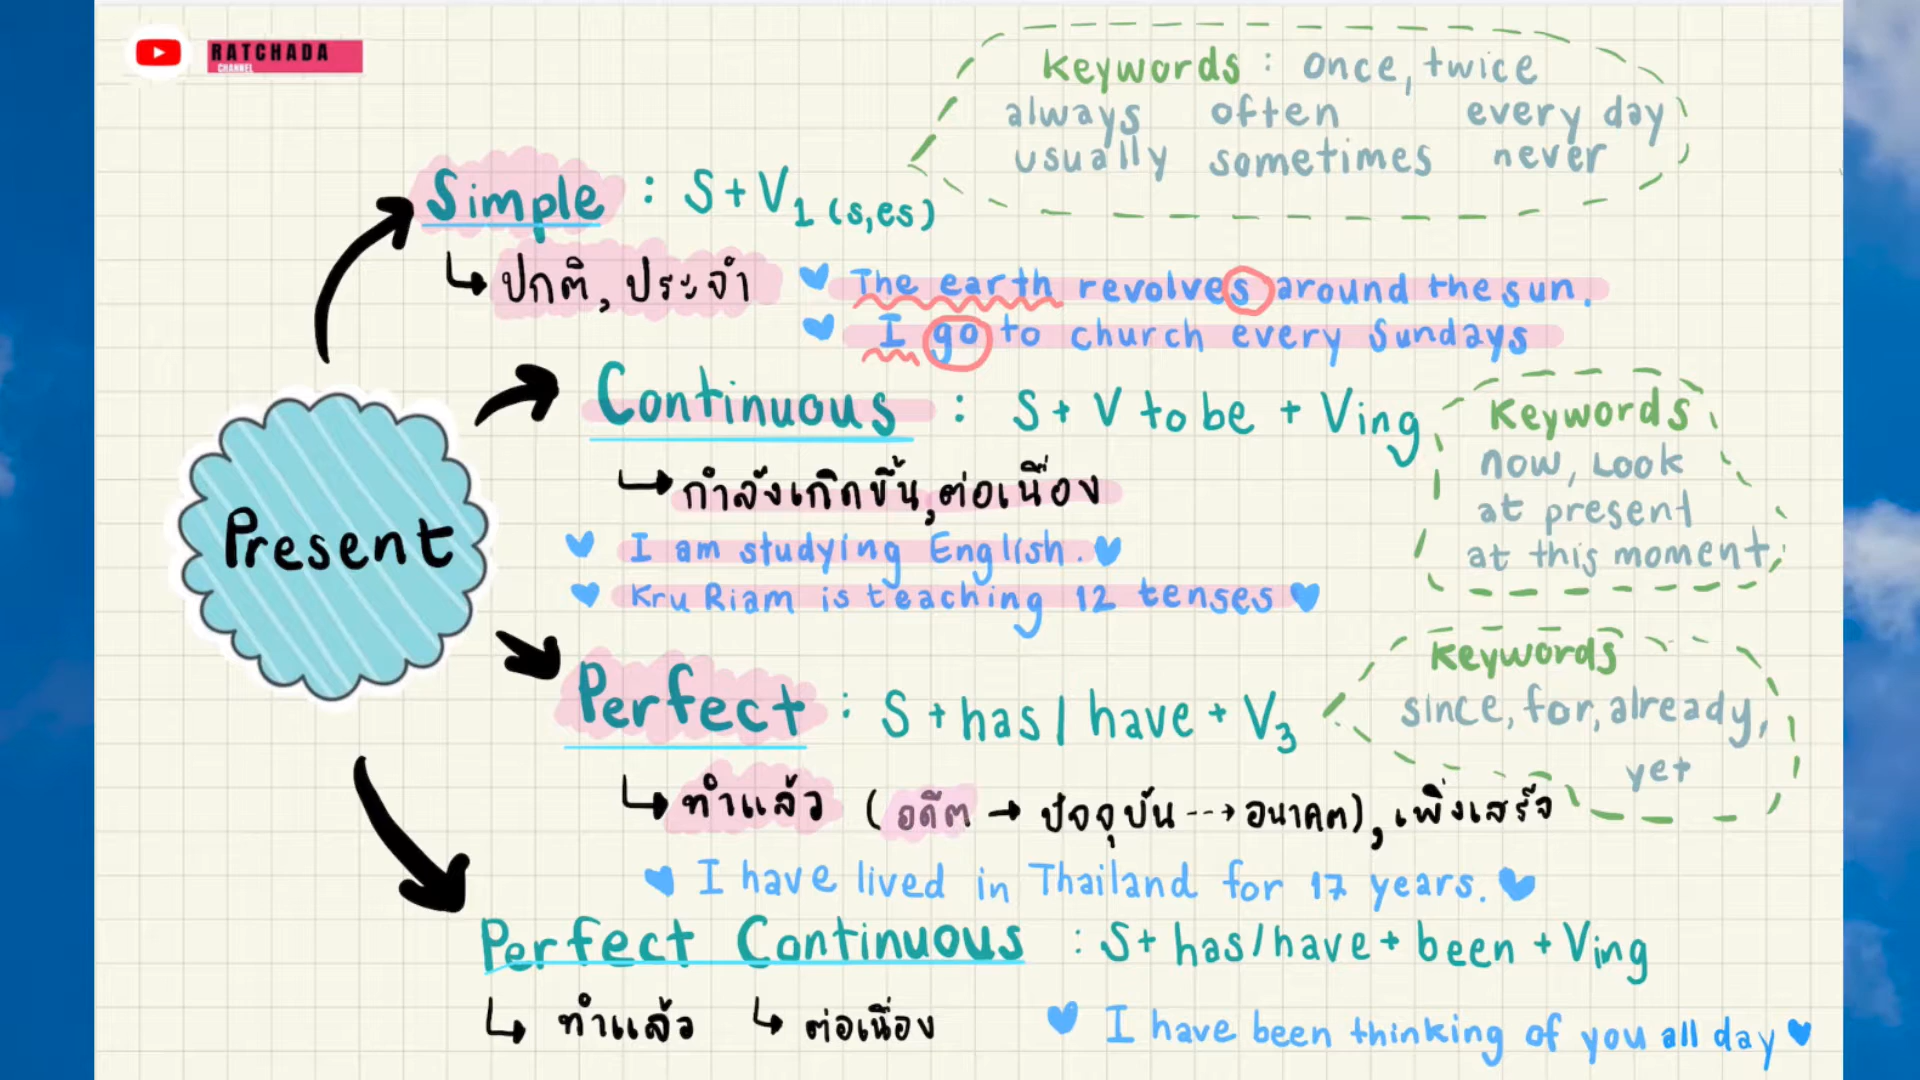 RATCHADA
CHANNEL
Keywords : once, twice
always often every day
usually sometimes never
Simple : S+V1 (s,es)
↳ ปกติ, ประจำ
The earth revolves around the sun.
I go to church every Sundays
Continuous : S+ V to be + Ving
Keywords
now, Look
at present
at this moment,
↳ กำลังเกิดขึ้น,ต่อเนื่อง
I am studying English.
Kru Riam is teaching 12 tenses
Present
Perfect : S + has/ have + V3
Keywords
since, for, already,
yet
↳ ทำแล้ว (อดีต → ปัจจุบัน --→ อนาคต), เพิ่งเสร็จ
I have lived in Thailand for 17 years.
Perfect Continuous : S+ has/have + been + Ving
↳ ทำแล้ว ↳ ต่อเนื่อง
I have been thinking of you all day